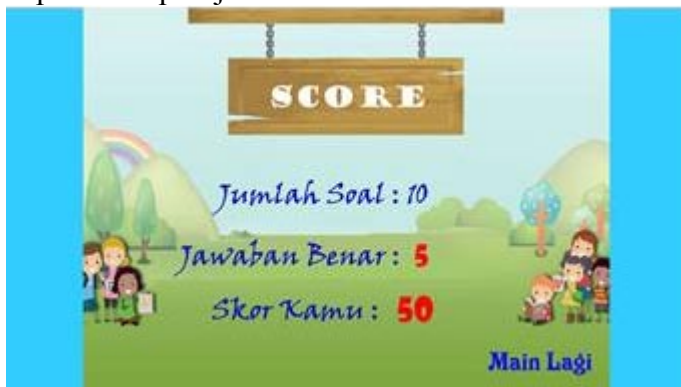 SCORE
Jumlah Soal : 10
Jawaban Benar : 5
Skor Kamu : 50
Main Lagi